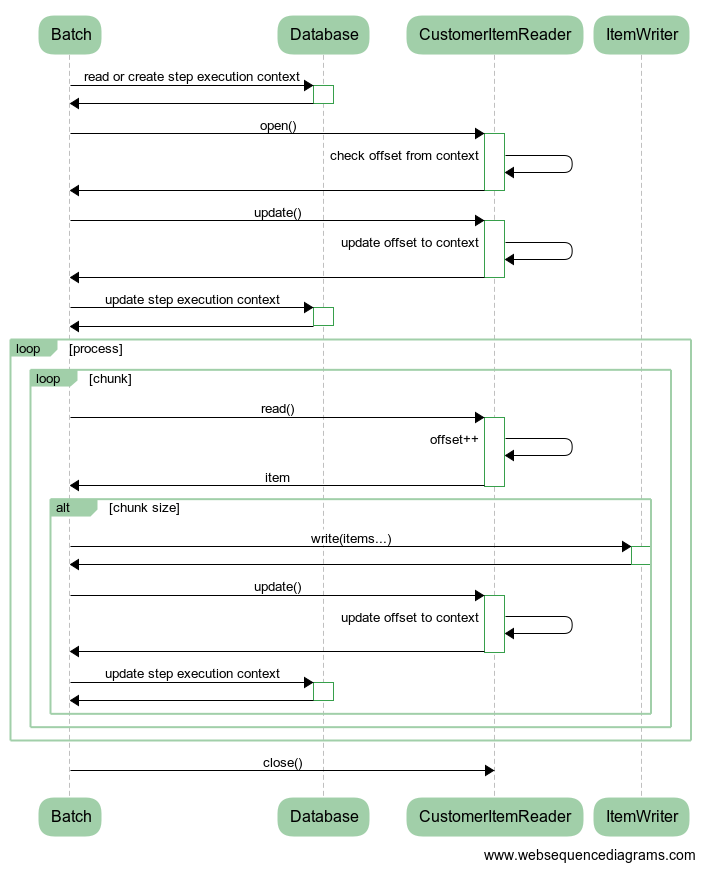 Batch Database CustomerItemReader ItemWriter
read or create step execution context
open()
check offset from context
update()
update offset to context
update step execution context
loop [process]
loop [chunk]
read()
offset++
item
alt [chunk size]
write(items...)
update()
update offset to context
update step execution context
close()
Batch Database CustomerItemReader ItemWriter
www.websequencediagrams.com